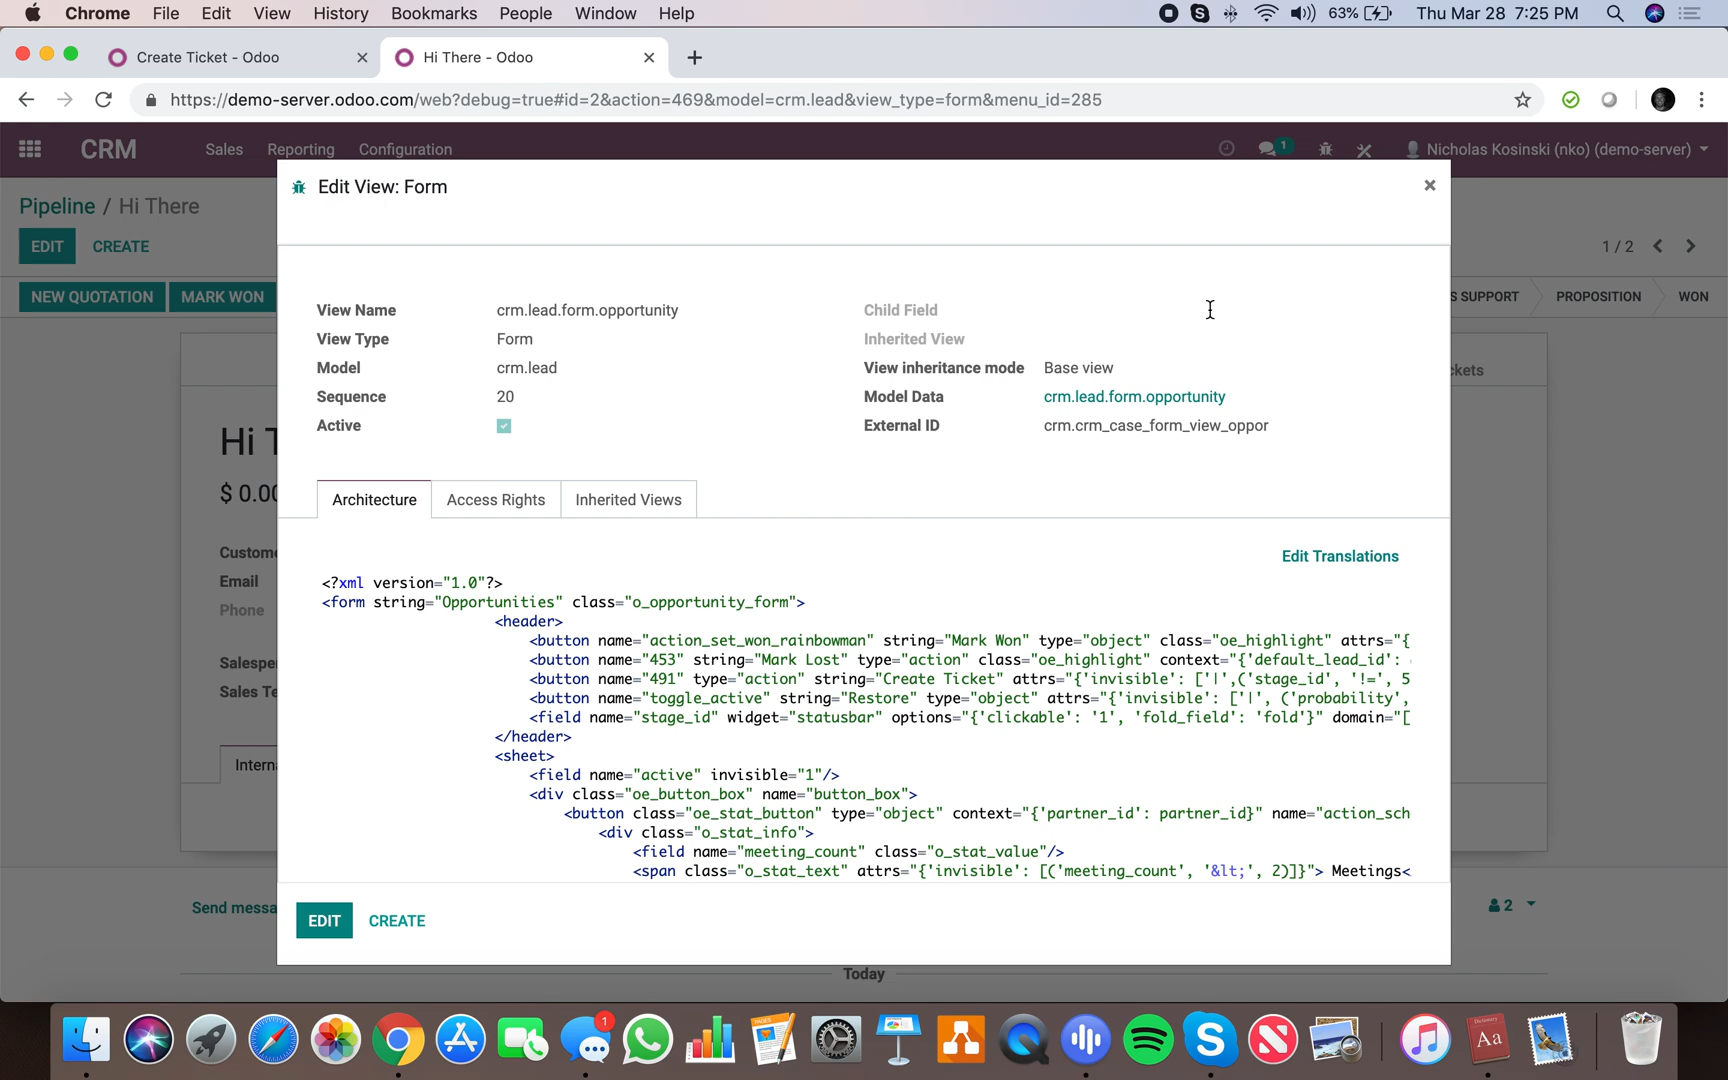 Chrome File Edit View History Bookmarks People Window Help 63% Thu Mar 28 7:25 PM
Create Ticket - Odoo Hi There - Odoo
https://demo-server.odoo.com/web?debug=true#id=2&action=469&model=crm.lead&view_type=form&menu_id=285
CRM Sales Reporting Configuration 1 Nicholas Kosinski (nko) (demo-server)
Edit View: Form
Pipeline / Hi There
EDIT CREATE 1 / 2
NEW QUOTATION MARK WON S SUPPORT PROPOSITION WON
View Name crm.lead.form.opportunity Child Field
View Type Form Inherited View
Model crm.lead View inheritance mode Base view
Sequence 20 Model Data crm.lead.form.opportunity
Active External ID crm.crm_case_form_view_oppor
ckets
Hi T
$ 0.00
Custome
Email
Phone
Salespe
Sales Te
Interna
Architecture Access Rights Inherited Views
Edit Translations
<?xml version="1.0"?>
<form string="Opportunities" class="o_opportunity_form">
<header>
<button name="action_set_won_rainbowman" string="Mark Won" type="object" class="oe_highlight" attrs="{
<button name="453" string="Mark Lost" type="action" class="oe_highlight" context="{'default_lead_id':
<button name="491" type="action" string="Create Ticket" attrs="{'invisible': ['|',('stage_id', '!=', 5
<button name="toggle_active" string="Restore" type="object" attrs="{'invisible': ['|', ('probability',
<field name="stage_id" widget="statusbar" options="{'clickable': '1', 'fold_field': 'fold'}" domain="[
</header>
<sheet>
<field name="active" invisible="1"/>
<div class="oe_button_box" name="button_box">
<button class="oe_stat_button" type="object" context="{'partner_id': partner_id}" name="action_sch
<div class="o_stat_info">
<field name="meeting_count" class="o_stat_value"/>
<span class="o_stat_text" attrs="{'invisible': [('meeting_count', '&lt;', 2)]}"> Meetings<
EDIT CREATE
Send messa 2
Today
1
Aa